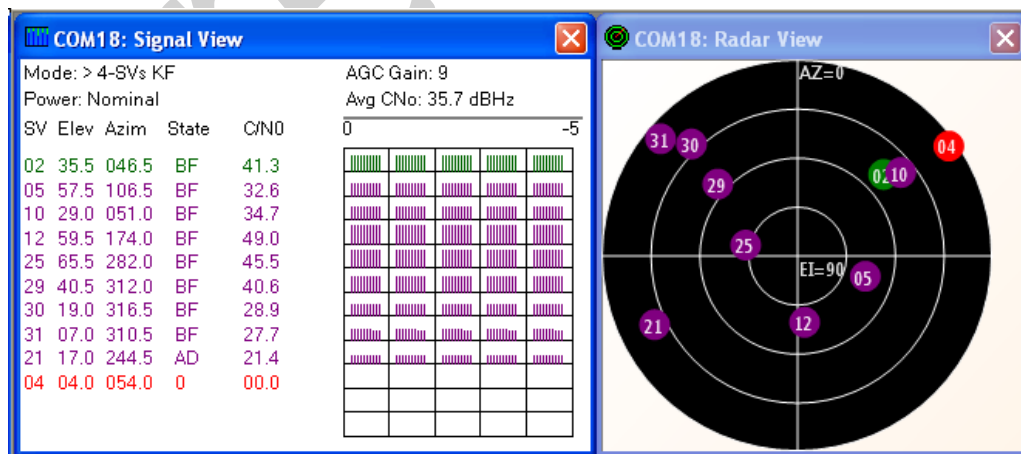 COM18: Signal View
Mode: > 4-SVs KF
AGC Gain: 9
Power: Nominal
Avg CNo: 35.7 dBHz
SV Elev Azim State C/N0
0 -5
02 35.5 046.5 BF 41.3
05 57.5 106.5 BF 32.6
10 29.0 051.0 BF 34.7
12 59.5 174.0 BF 49.0
25 65.5 282.0 BF 45.5
29 40.5 312.0 BF 40.6
30 19.0 316.5 BF 28.9
31 07.0 310.5 BF 27.7
21 17.0 244.5 AD 21.4
04 04.0 054.0 0 00.0
COM18: Radar View
AZ=0
31 30
04
02 10
29
25
EI=90
05
12
21